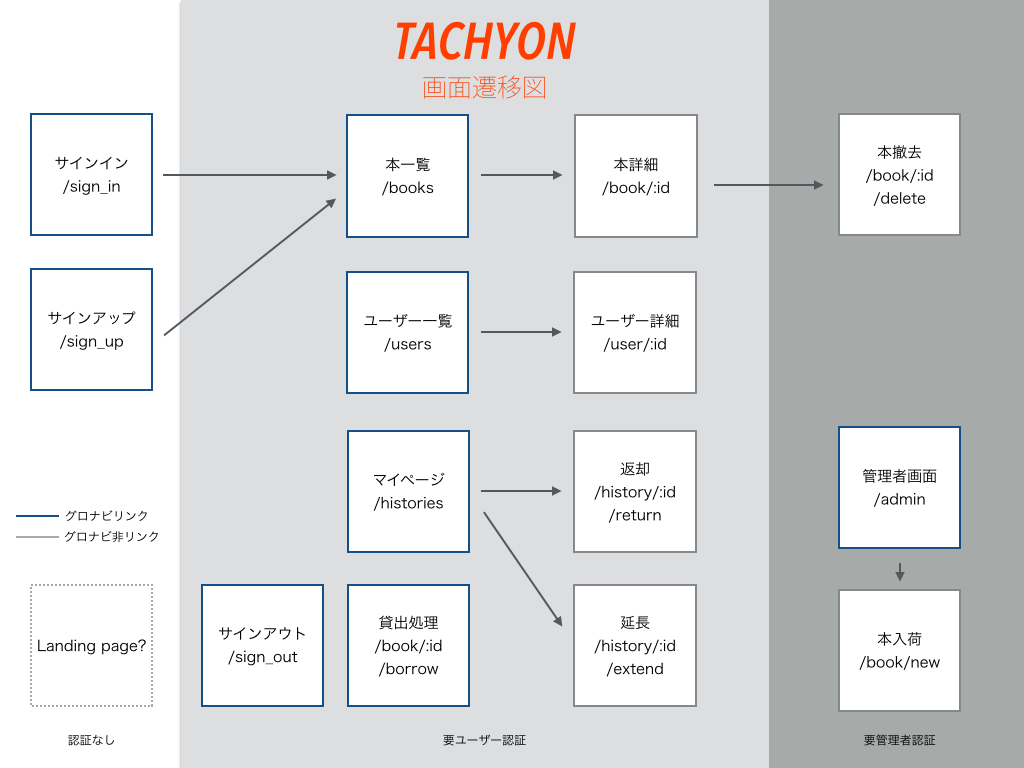 TACHYON
画面遷移図
サインイン
/sign_in
本一覧
/books
本詳細
/book/:id
本撤去
/book/:id
/delete
サインアップ
/sign_up
ユーザー一覧
/users
ユーザー詳細
/user/:id
マイページ
/histories
返却
/history/:id
/return
管理者画面
/admin
グロナビリンク
グロナビ非リンク
Landing page?
サインアウト
/sign_out
貸出処理
/book/:id
/borrow
延長
/history/:id
/extend
本入荷
/book/new
認証なし
要ユーザー認証
要管理者認証